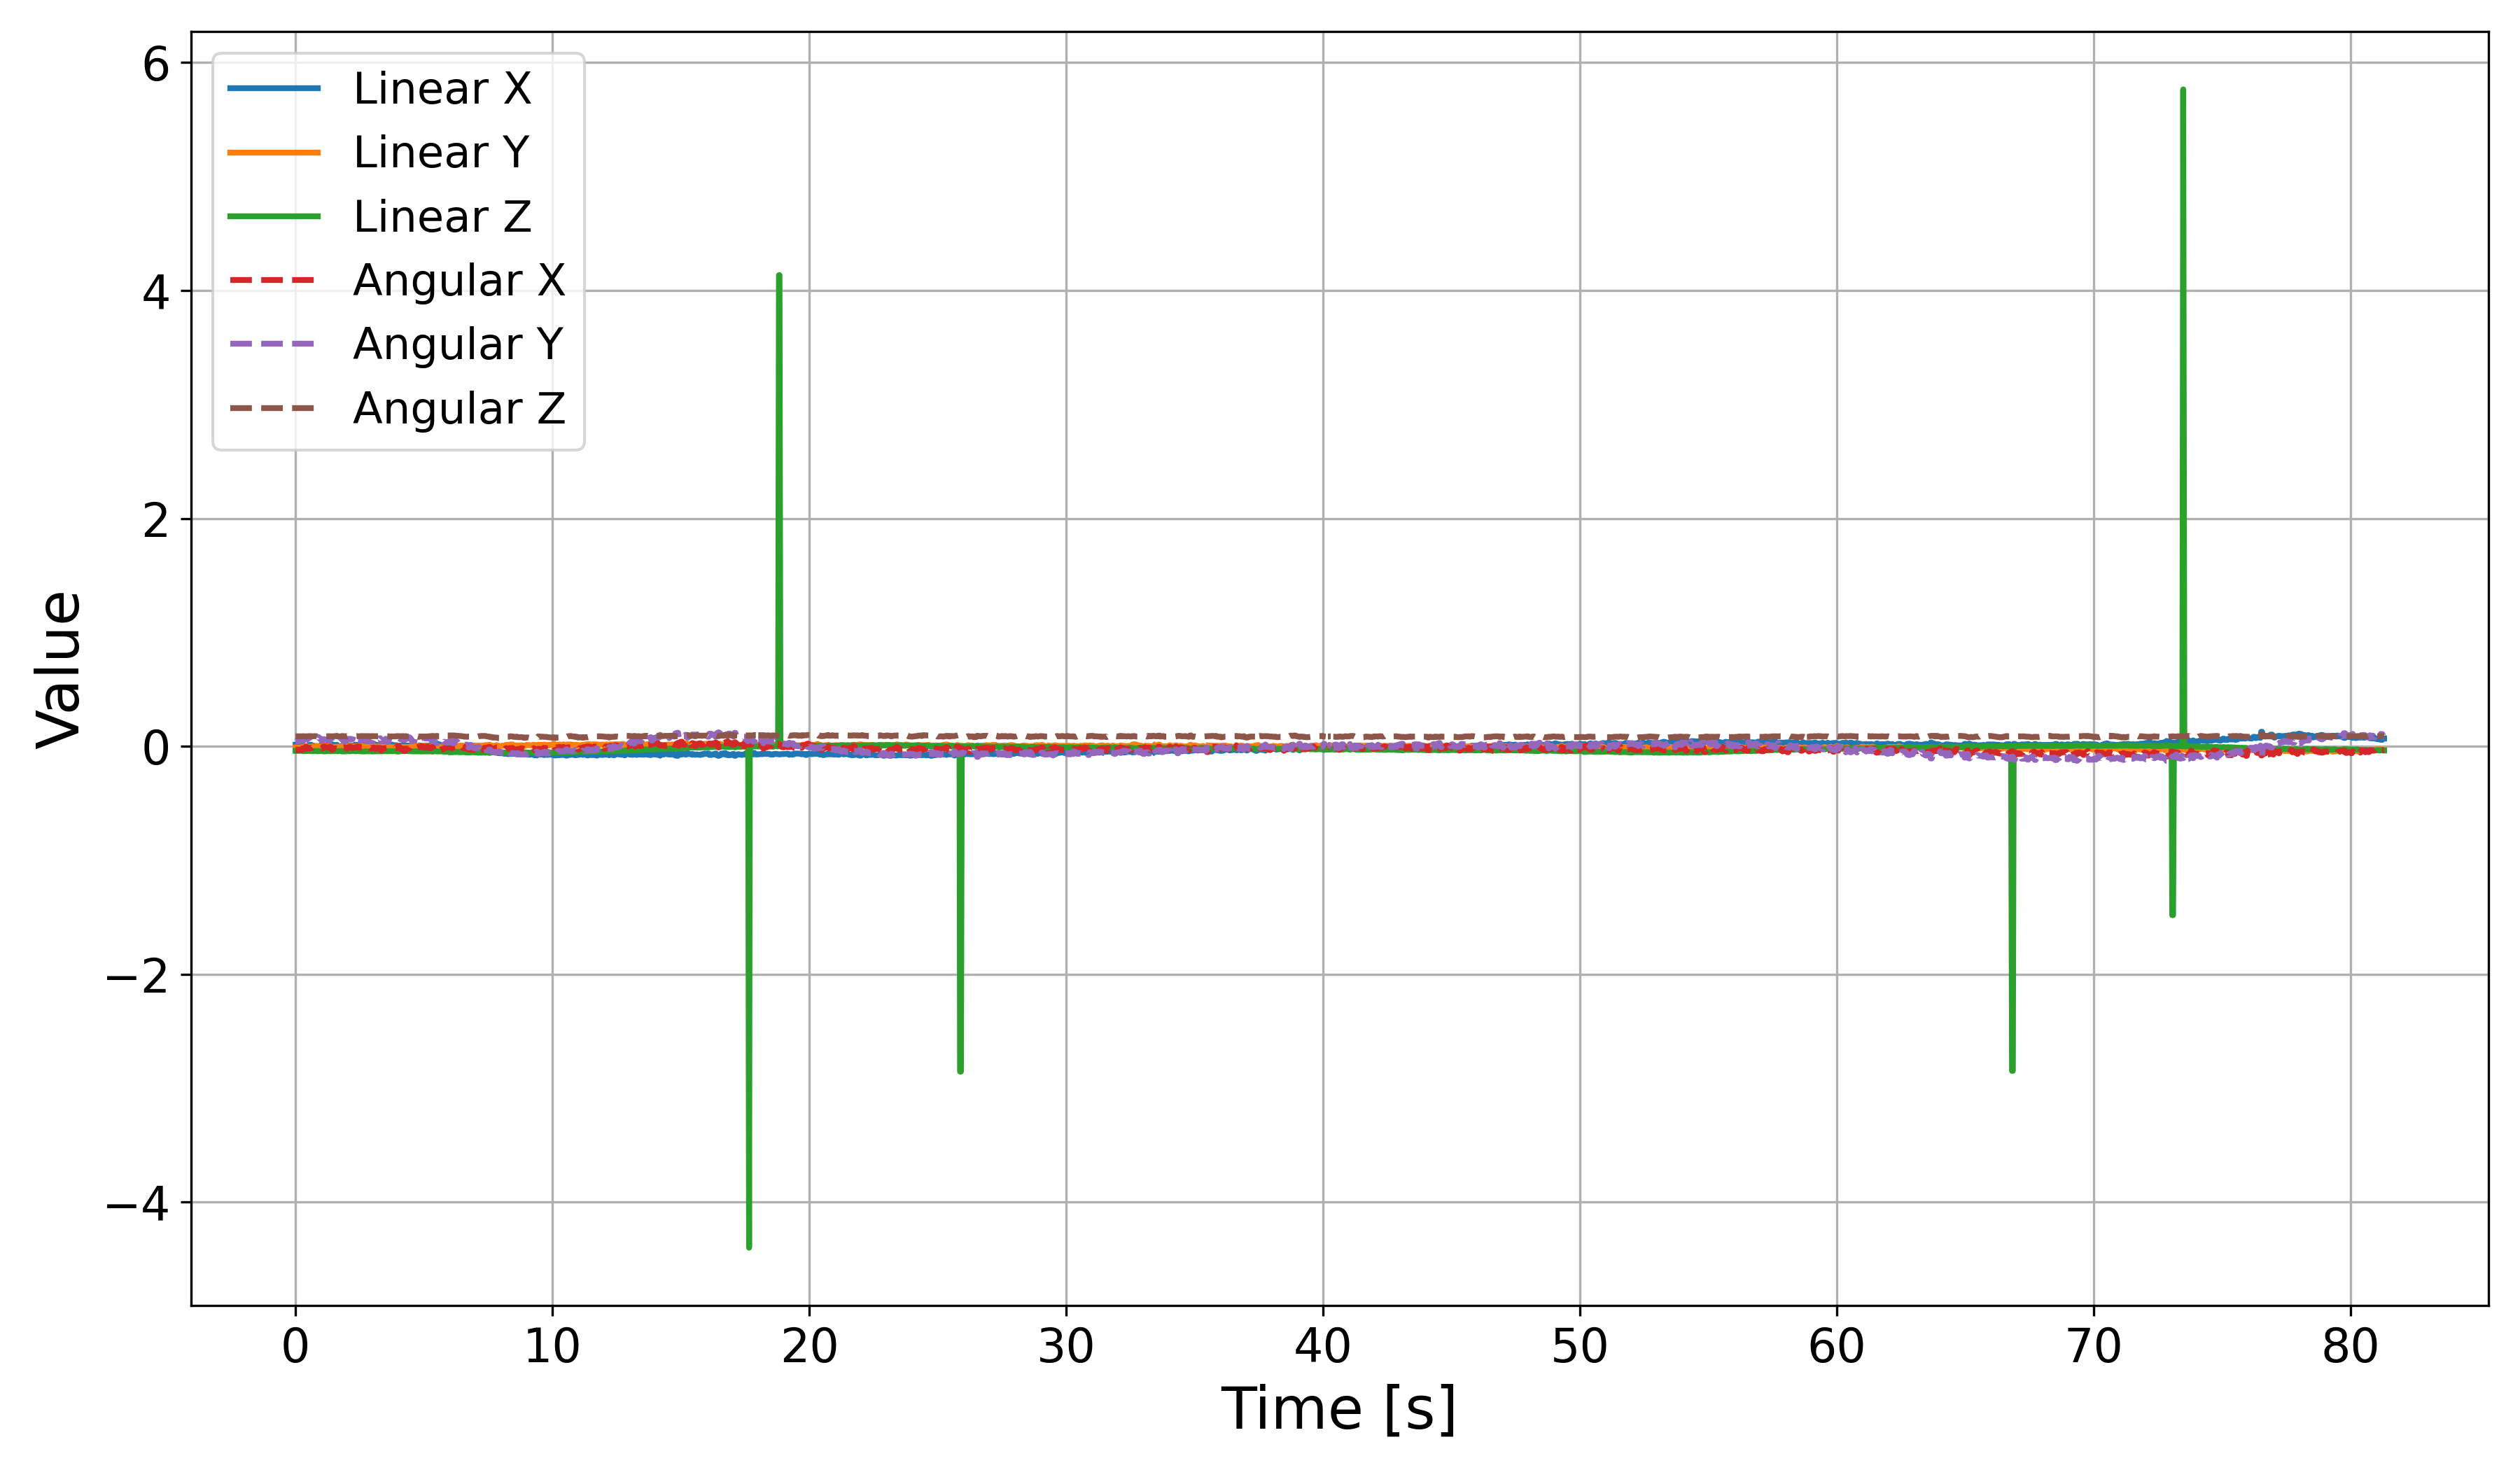 6
4
2
0
−2
−4
Value
Linear X
Linear Y
Linear Z
Angular X
Angular Y
Angular Z
0 10 20 30 40 50 60 70 80
Time [s]